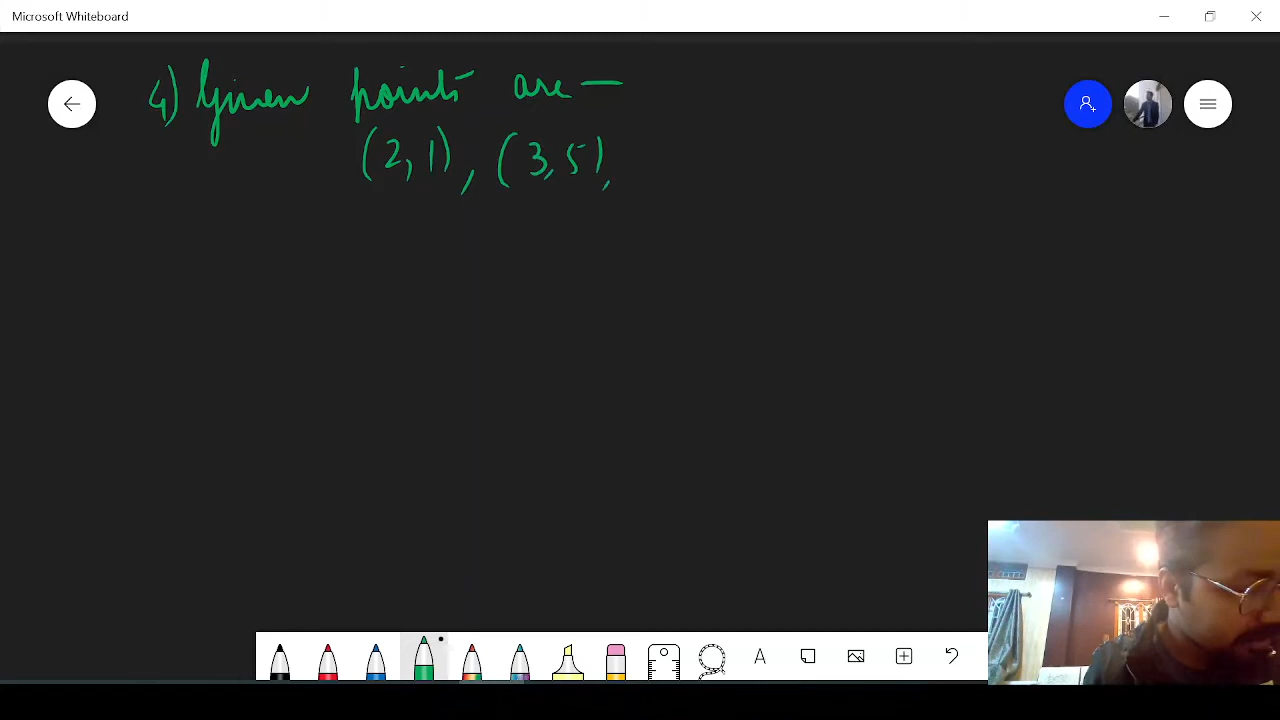 Microsoft Whiteboard
4) Given points are —
(2, 1), (3, 5),
A